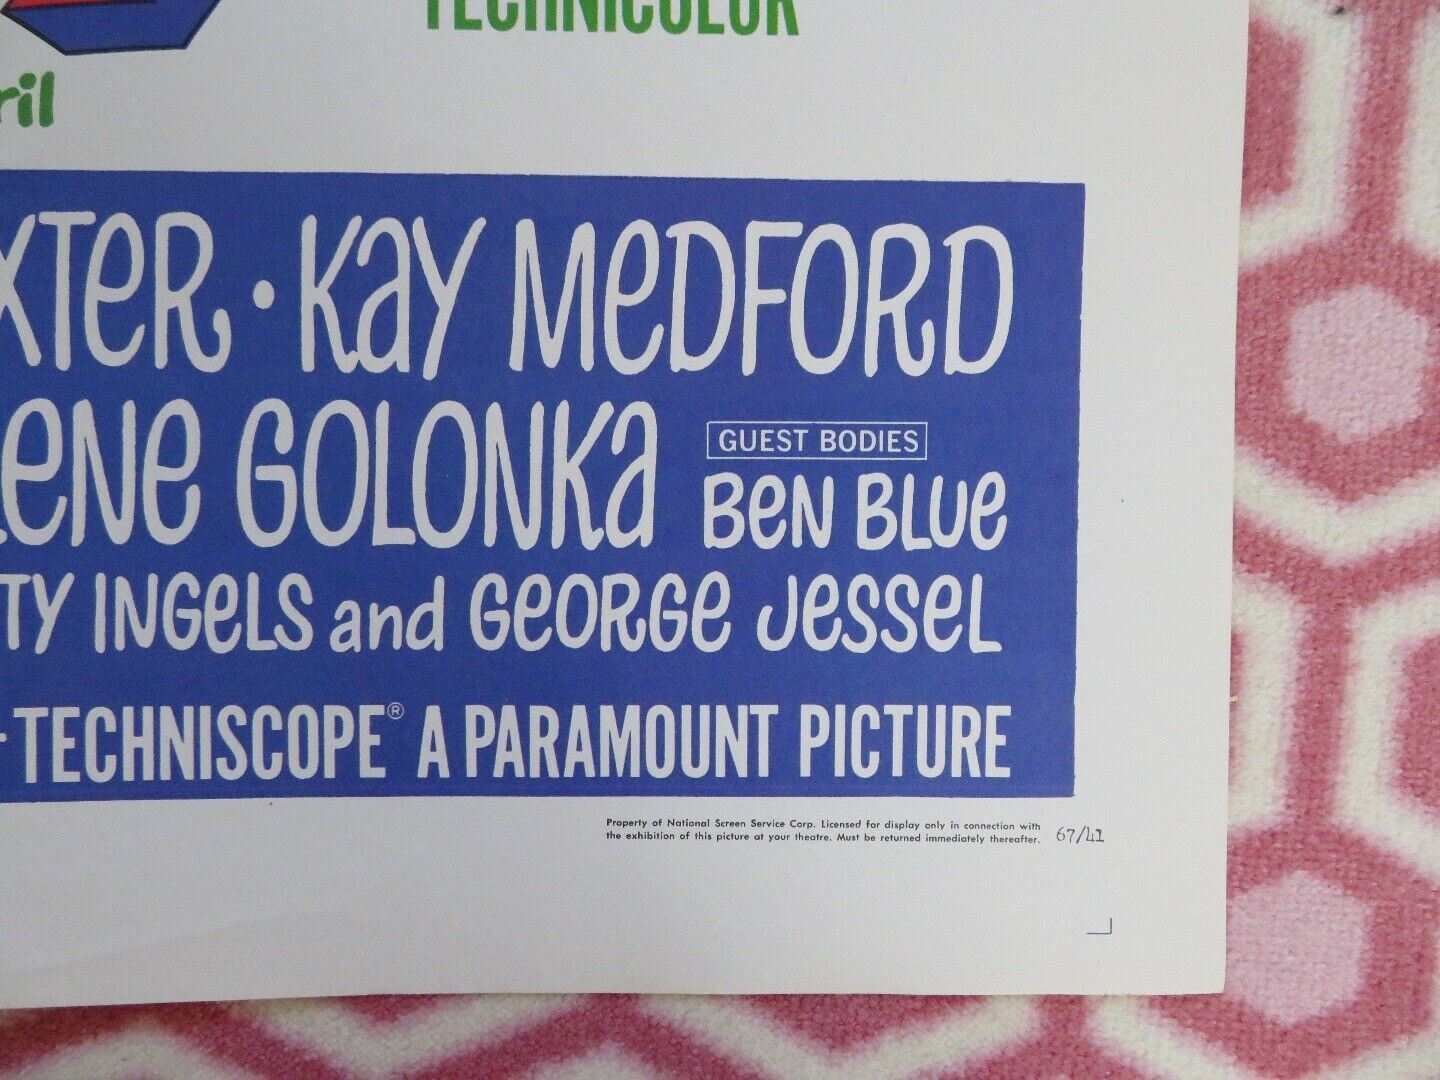 TECHNICOLOR
ril
XTeR · Kay MeDFORD
LeNe GOLONKa GUEST BODIES
BeN BLUe
TY INGeLS and GeORGe JesseL
-TECHNISCOPE® A PARAMOUNT PICTURE
Property of National Screen Service Corp. Licensed for display only in connection with
the exhibition of this picture at your theatre. Must be returned immediately thereafter. 67/41